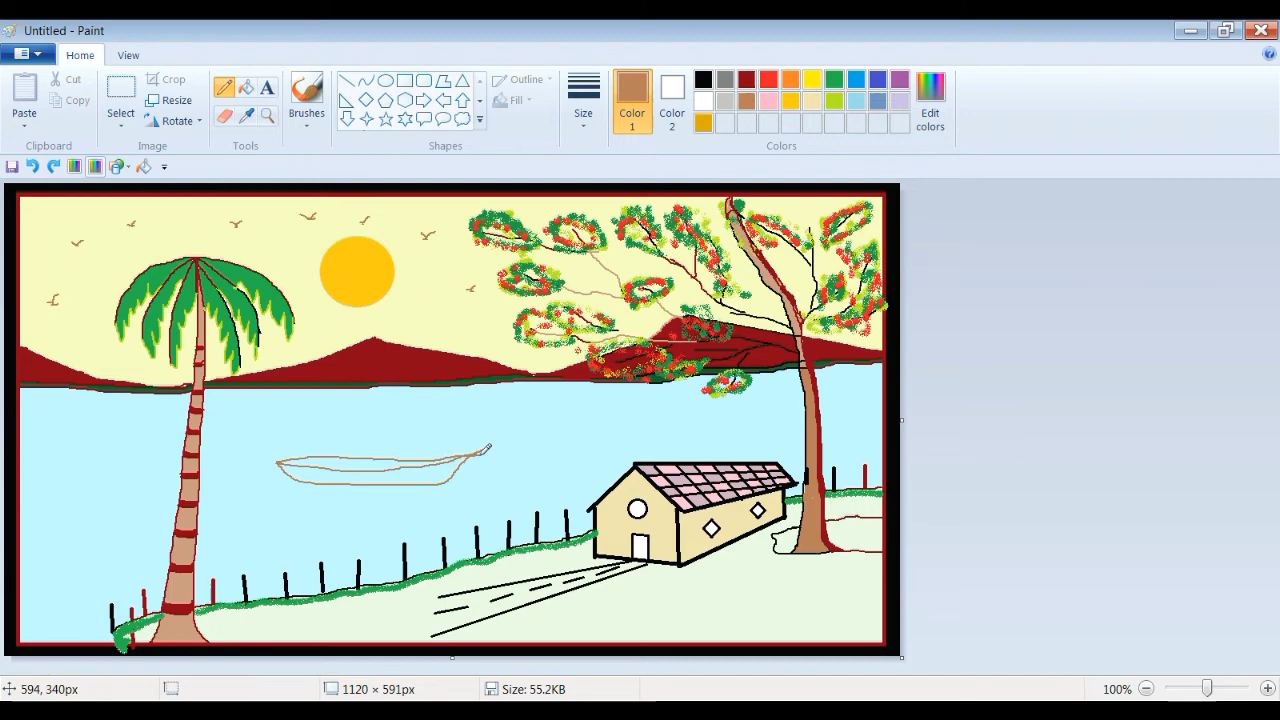 Untitled - Paint
Home View
Cut
Copy
Paste
Clipboard
Crop
Resize
Rotate
Select
Image
A
Tools
Brushes
Outline
Fill
Shapes
Size
Color 1
Color 2
Edit colors
Colors
594, 340px
1120 × 591px
Size: 55.2KB
100%